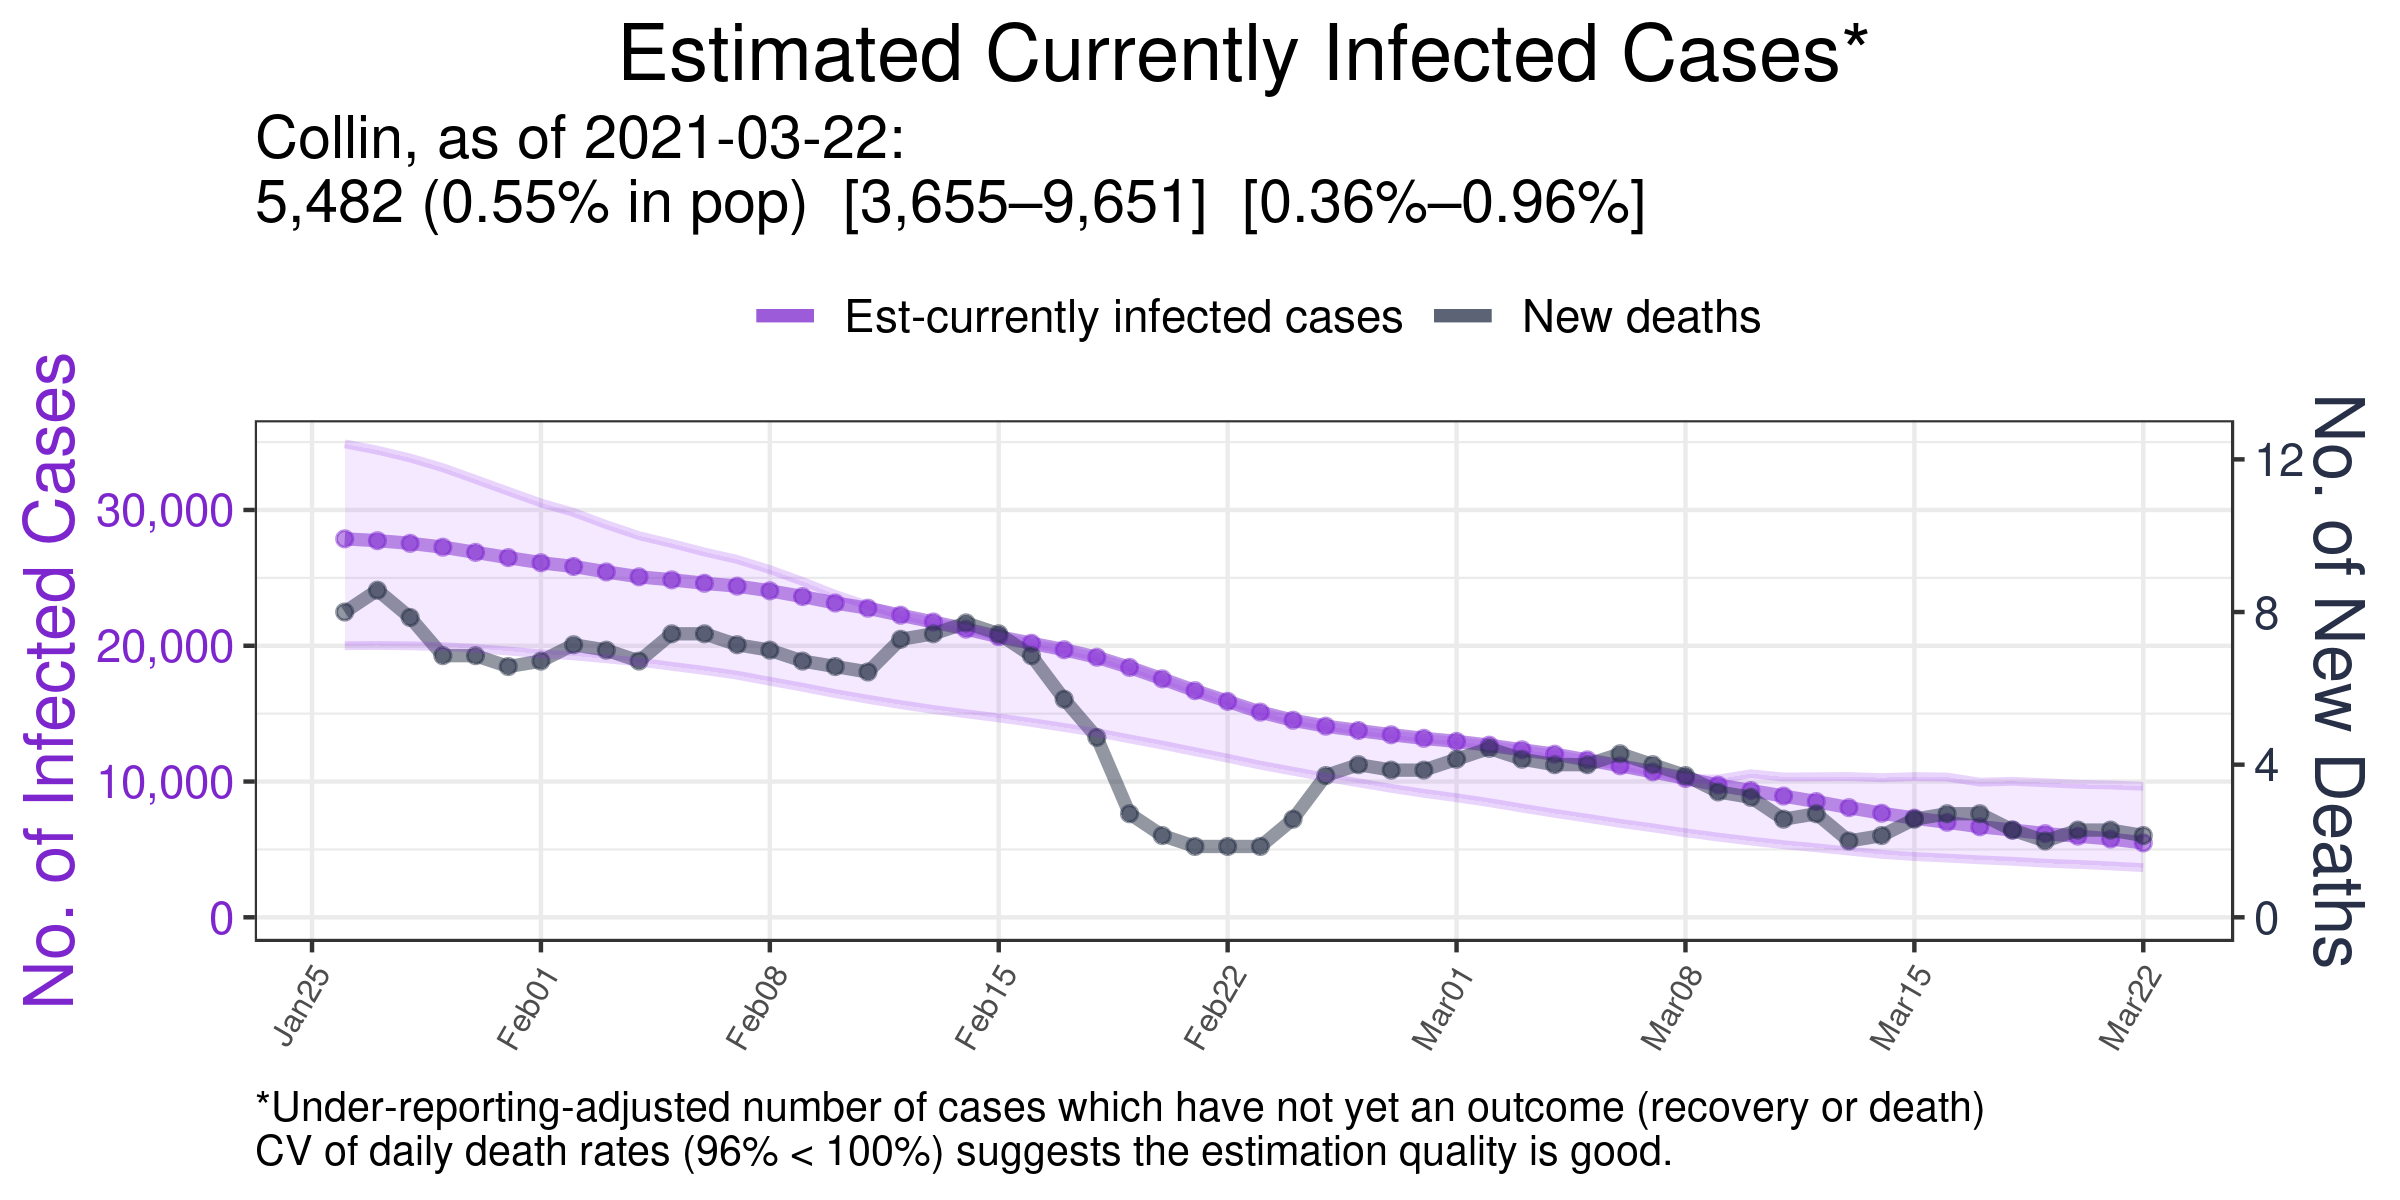 Estimated Currently Infected Cases*
Collin, as of 2021-03-22:
5,482 (0.55% in pop)  [3,655–9,651]  [0.36%–0.96%]
Est-currently infected cases
New deaths
No. of Infected Cases
30,000
20,000
10,000
0
12
8
4
0
No. of New Deaths
Jan25
Feb01
Feb08
Feb15
Feb22
Mar01
Mar08
Mar15
Mar22
*Under-reporting-adjusted number of cases which have not yet an outcome (recovery or death)
CV of daily death rates (96% < 100%) suggests the estimation quality is good.